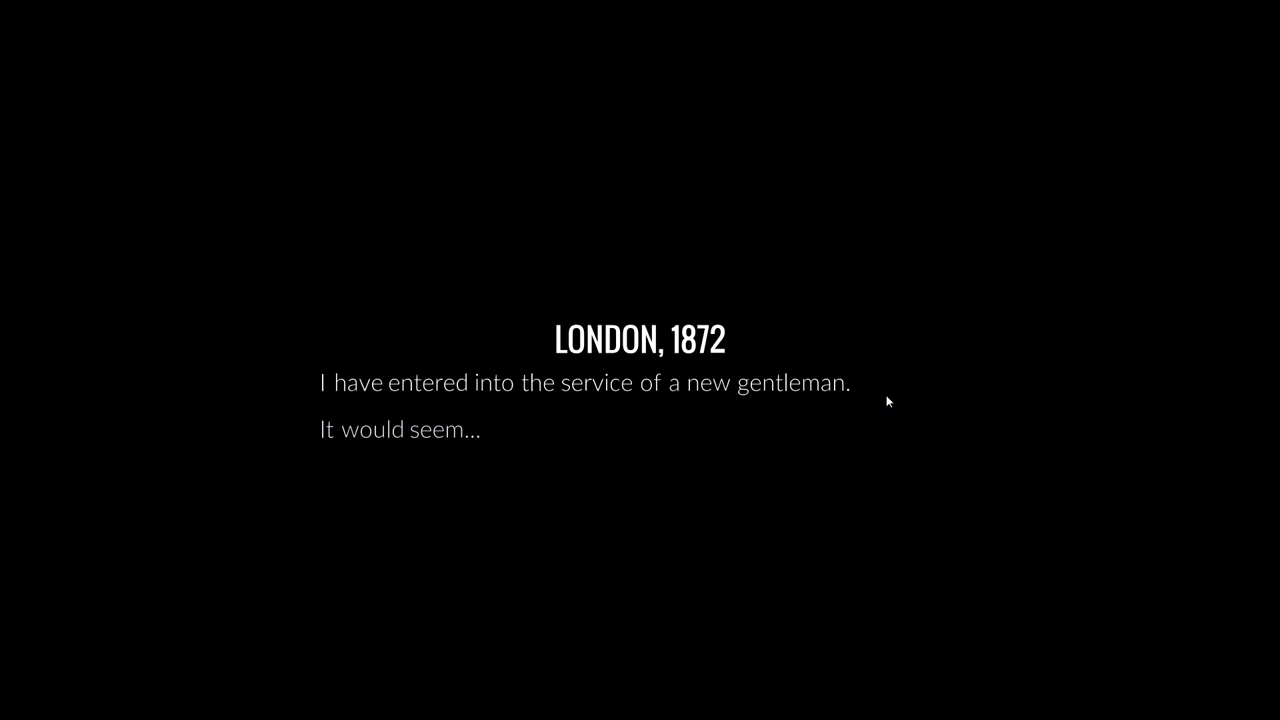 LONDON, 1872
I have entered into the service of a new gentleman.
It would seem...